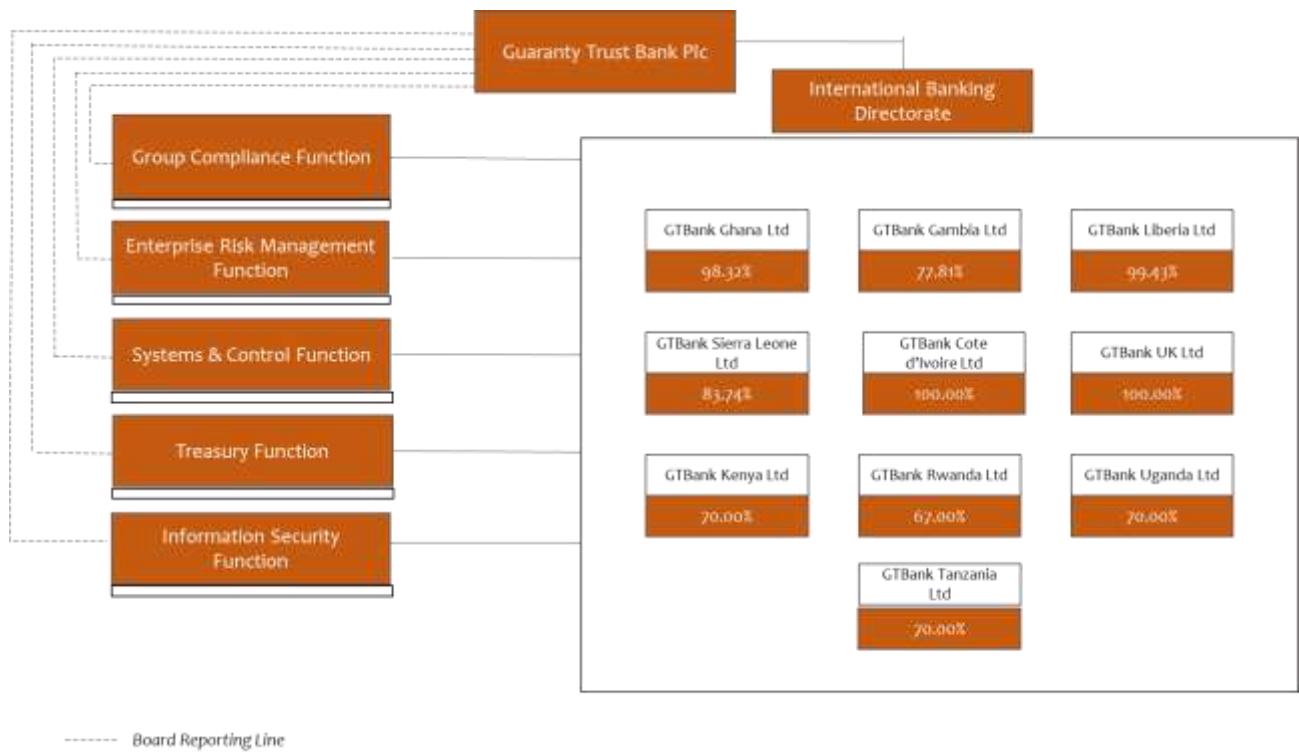 Guaranty Trust Bank Plc
International Banking
Directorate
Group Compliance Function
Enterprise Risk Management
Function
Systems & Control Function
Treasury Function
Information Security
Function
GTBank Ghana Ltd
98.32%
GTBank Gambia Ltd
77.81%
GTBank Liberia Ltd
99.43%
GTBank Sierra Leone
Ltd
83.74%
GTBank Cote
d'Ivoire Ltd
100.00%
GTBank UK Ltd
100.00%
GTBank Kenya Ltd
70.00%
GTBank Rwanda Ltd
67.00%
GTBank Uganda Ltd
70.00%
GTBank Tanzania
Ltd
70.00%
Board Reporting Line